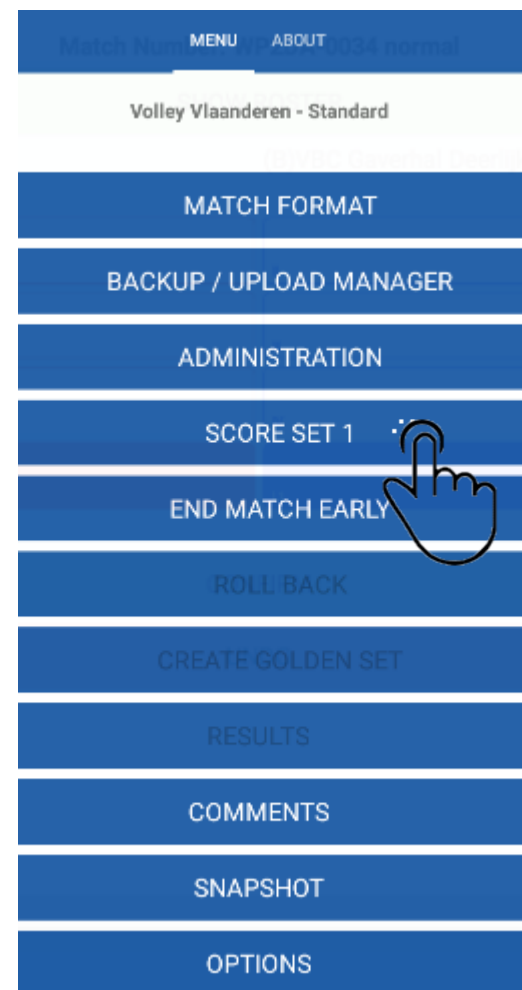 MENU ABOUT
Volley Vlaanderen - Standard
MATCH FORMAT
BACKUP / UPLOAD MANAGER
ADMINISTRATION
SCORE SET 1
END MATCH EARLY
ROLL BACK
CREATE GOLDEN SET
RESULTS
COMMENTS
SNAPSHOT
OPTIONS